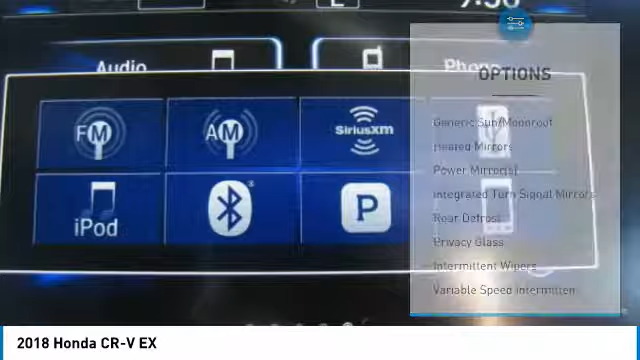 Audio
Phone
OPTIONS
FM
AM
SiriusXM
iPod
P
Generic Sun/Moonroof
Heated Mirrors
Power Mirror(s)
Integrated Turn Signal Mirrors
Rear Defrost
Privacy Glass
Intermittent Wipers
Variable Speed Intermitten
2018 Honda CR-V EX